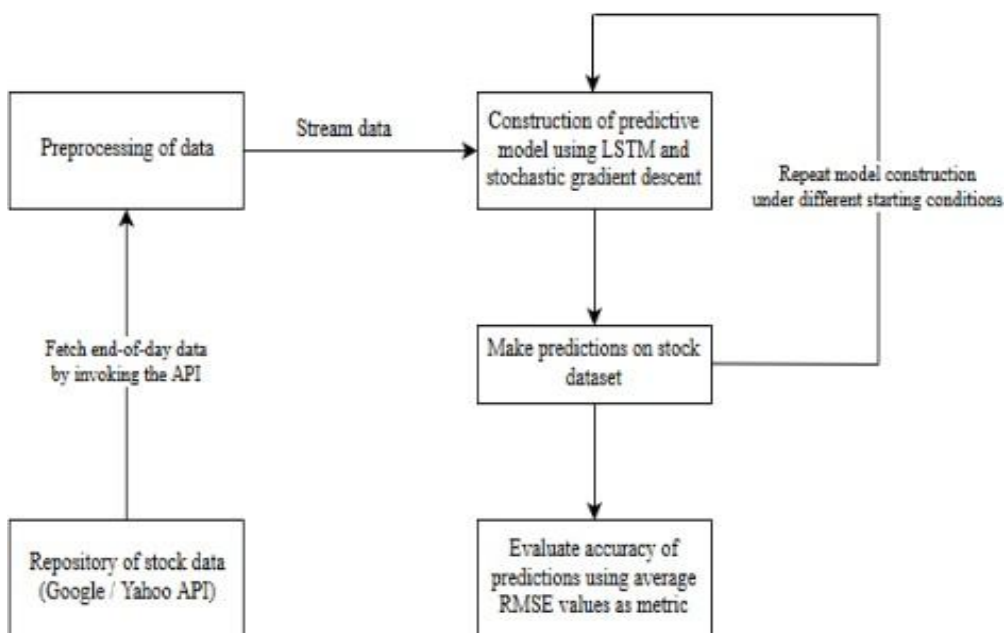 Preprocessing of data
Stream data
Construction of predictive
model using LSTM and
stochastic gradient descent
Repeat model construction
under different starting conditions
Fetch end-of-day data
by invoking the API
Make predictions on stock
dataset
Repository of stock data
(Google / Yahoo API)
Evaluate accuracy of
predictions using average
RMSE values as metric